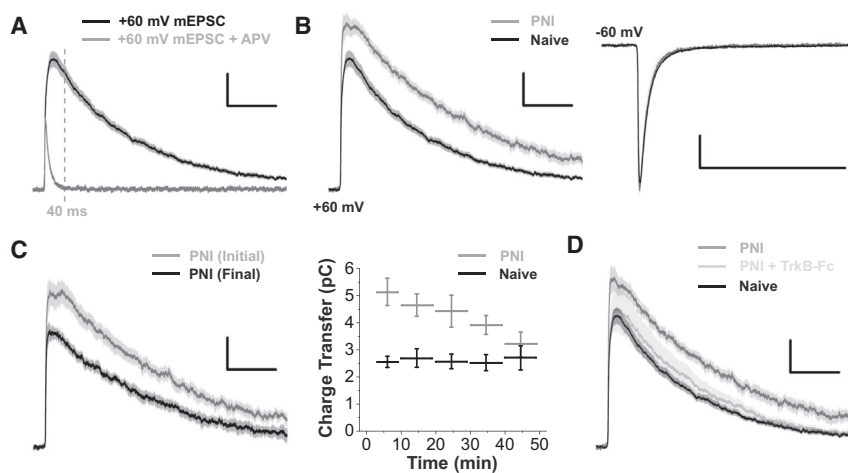 A
+60 mV mEPSC
+60 mV mEPSC + APV
40 ms
B
PNI
Naive
+60 mV
-60 mV
C
PNI (Initial)
PNI (Final)
PNI
Naive
Charge Transfer (pC)
6
5
4
3
2
1
0
0 10 20 30 40 50
Time (min)
D
PNI
PNI + TrkB-Fc
Naive